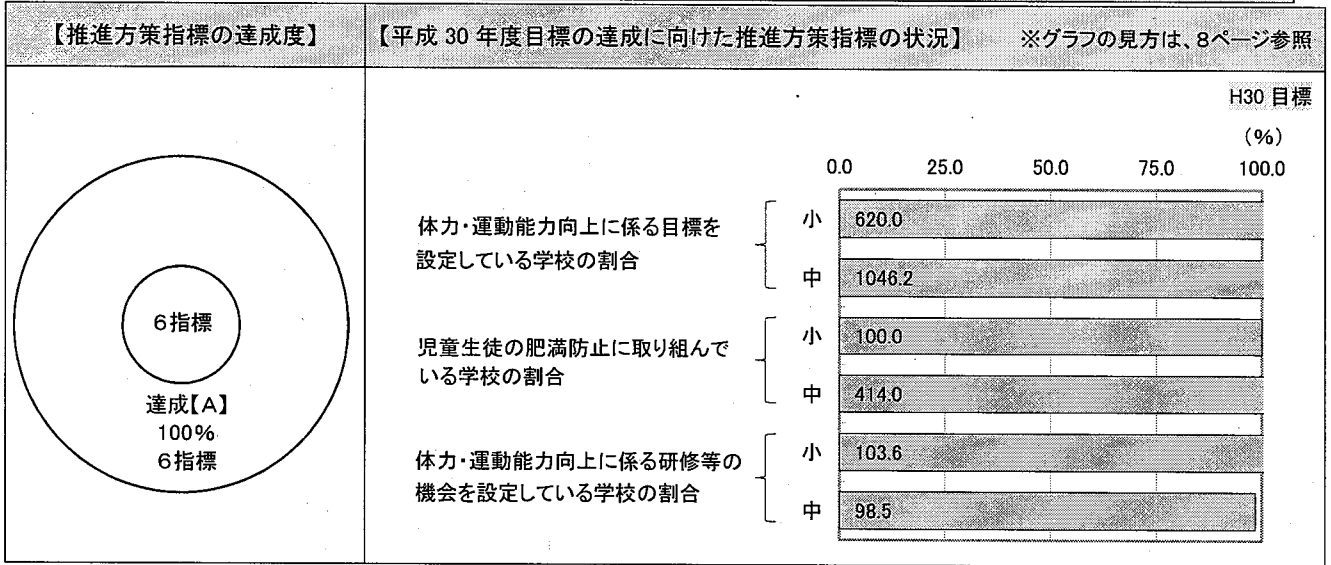 【推進方策指標の達成度】
【平成30年度目標の達成に向けた推進方策指標の状況】 ※グラフの見方は、8ページ参照
6指標
達成【A】
100%
6指標
H30 目標
(%)
0.0 25.0 50.0 75.0 100.0
体力・運動能力向上に係る目標を
設定している学校の割合
小 620.0
中 1046.2
児童生徒の肥満防止に取り組んで
いる学校の割合
小 100.0
中 414.0
体力・運動能力向上に係る研修等の
機会を設定している学校の割合
小 103.6
中 98.5